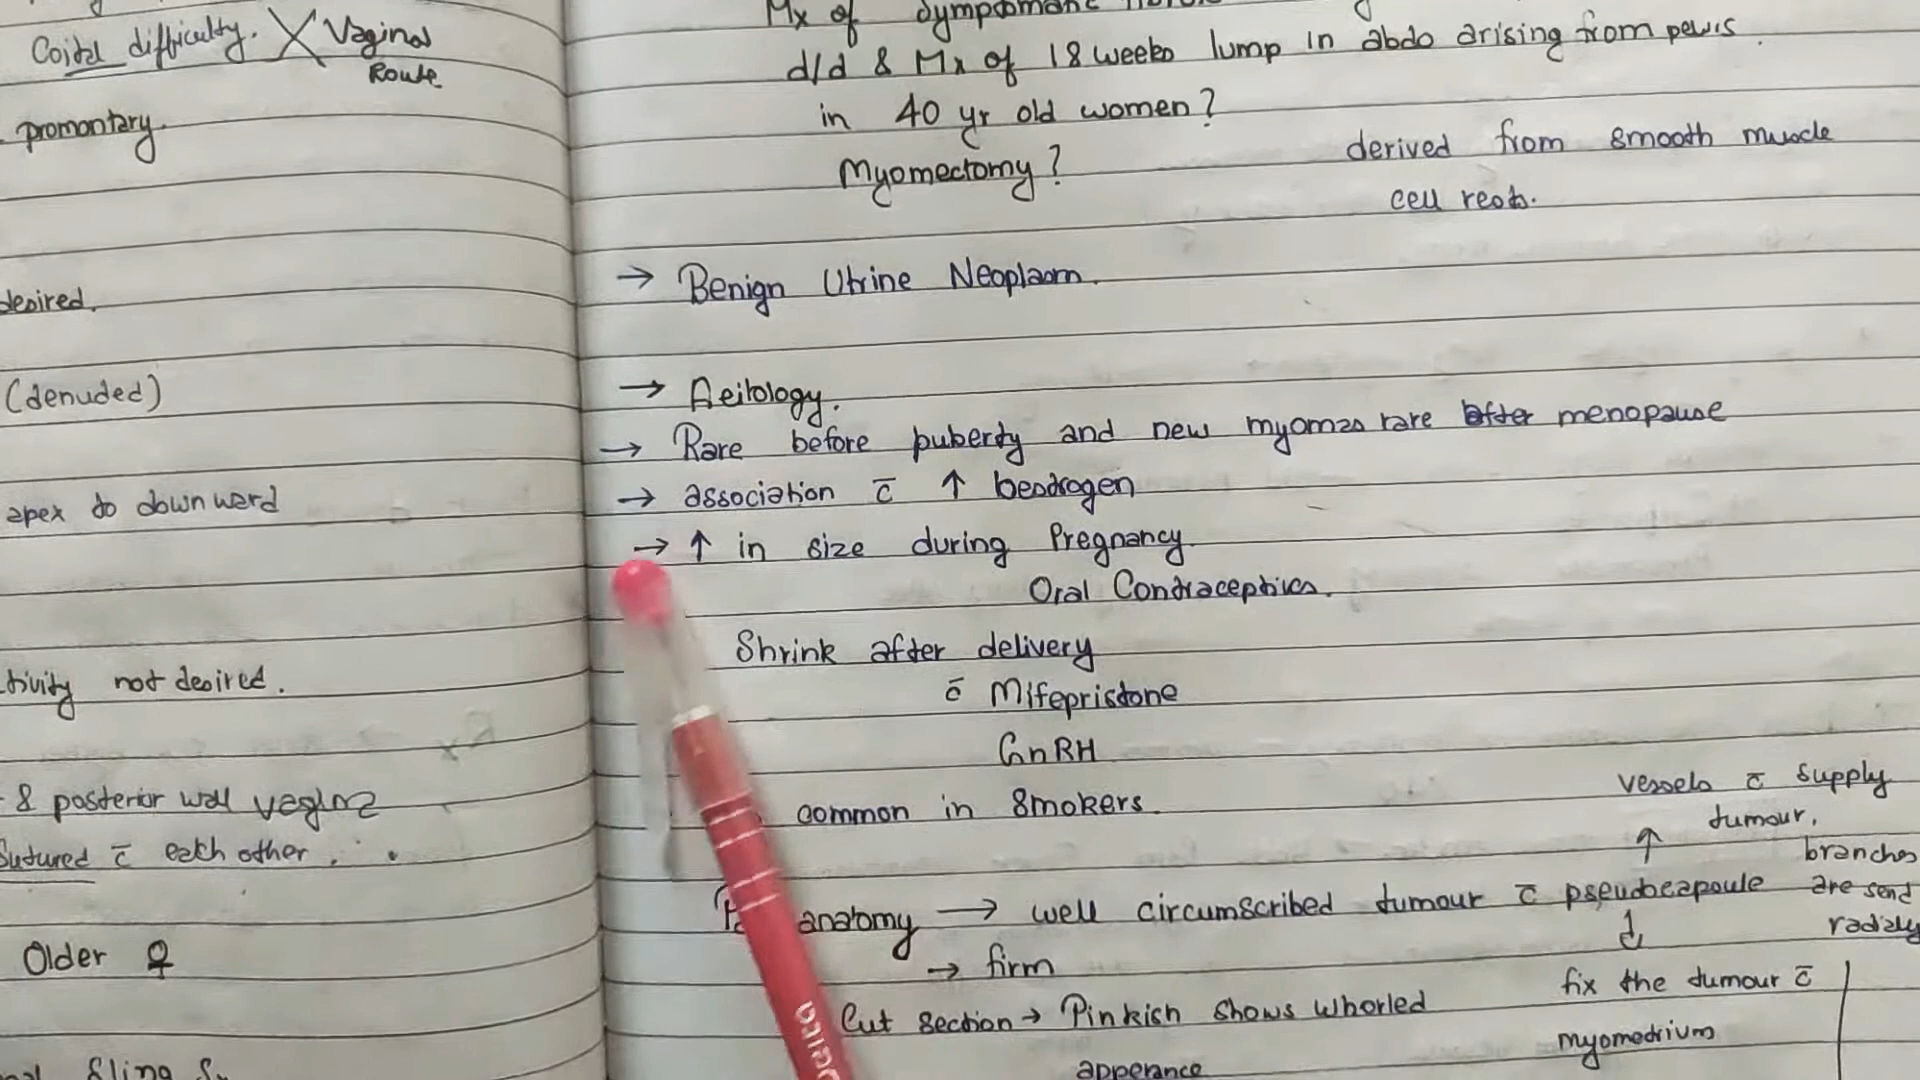 Coital difficulty. X Vaginal
Route
promontary.
desired.
(denuded)
apex to downward
not desired.
& posterior wall vagina
Sutured c̄ each other.
Older ♀
Sling
Mx of
d/d & Mx of 18 weeks lump in abdo arising from pelvis.
in 40 yr old women?
Myomectomy?
derived from smooth muscle
cell rests.
→ Benign Utrine Neoplasm.
→ Aeitology.
→ Rare before puberty and new myomas rare after menopause
→ association c̄ ↑ oestrogen
→ ↑ in size during Pregnancy
Oral Contraceptives.
Shrink after delivery
c̄ Mifepristone
GnRH
common in Smokers.
vessels c̄ supply
tumour.
↑
branches
anatomy → well circumscribed tumour c̄ pseudocapsule are send
↓
radialy
→ firm
fix the tumour c̄
Cut section → Pinkish shows whorled
myometrium
apperance
Cello